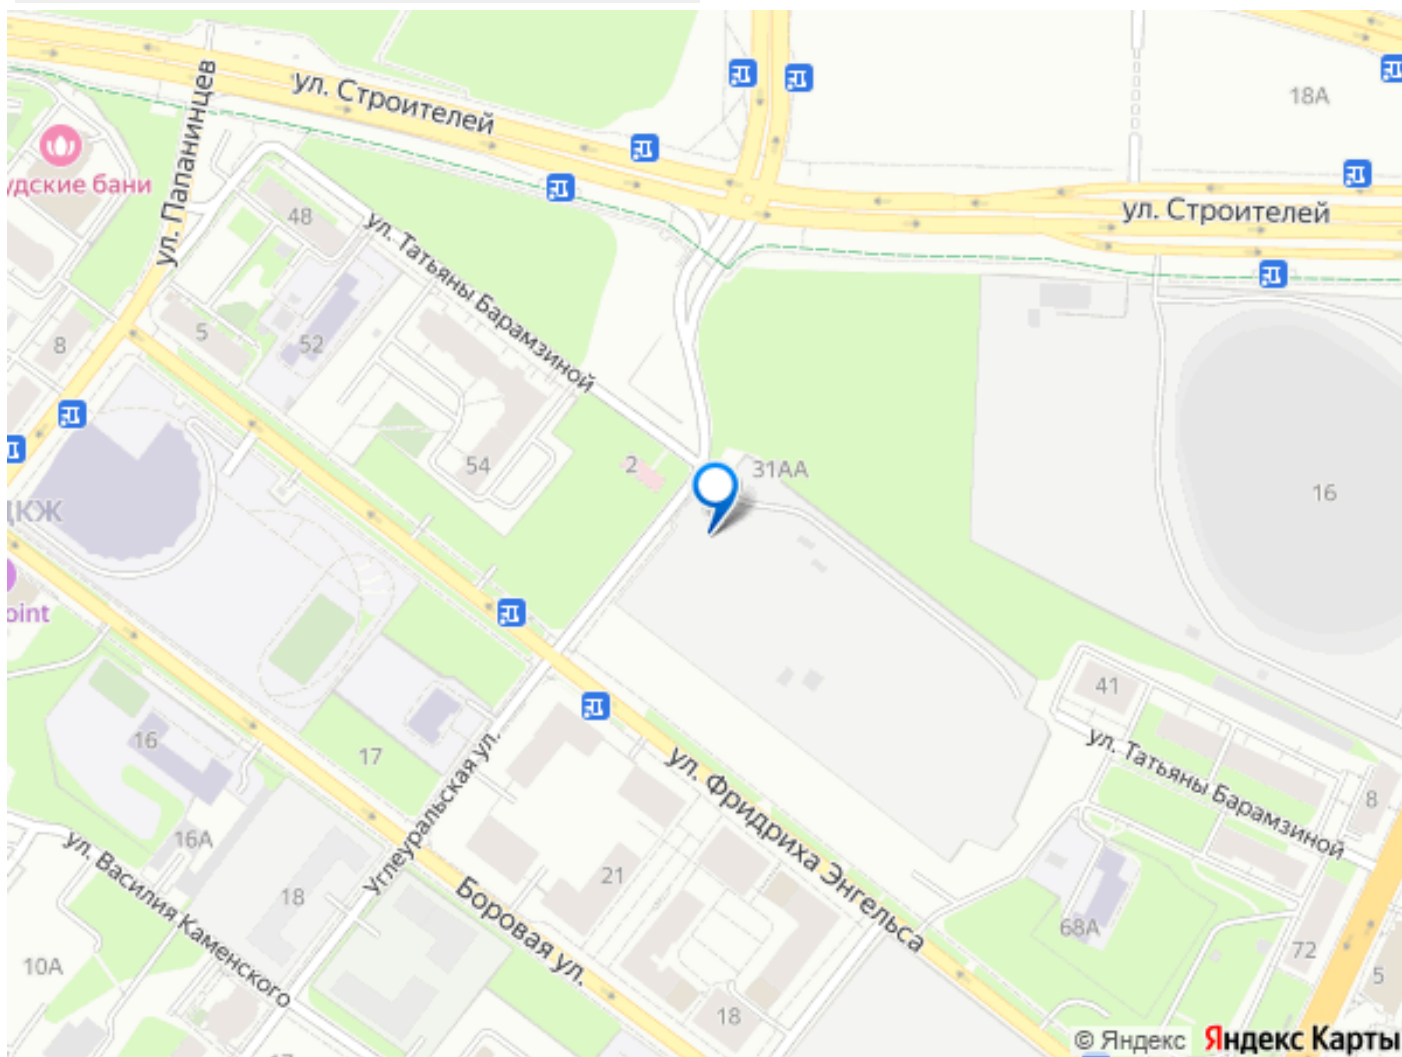 18А
ул. Строителей
ул. Папанинцев
удские бани
48
ул. Татьяны Барамзиной
ул. Строителей
5
52
8
54
2
31АА
16
ЦКЖ
oint
41
ул. Татьяны Барамзиной
8
16
17
Углеуральская ул.
ул. Фридриха Энгельса
16А
ул. Василия Каменского
18
21
Боровая ул.
68А
72
10А
5
18
© Яндекс Яндекс Карты